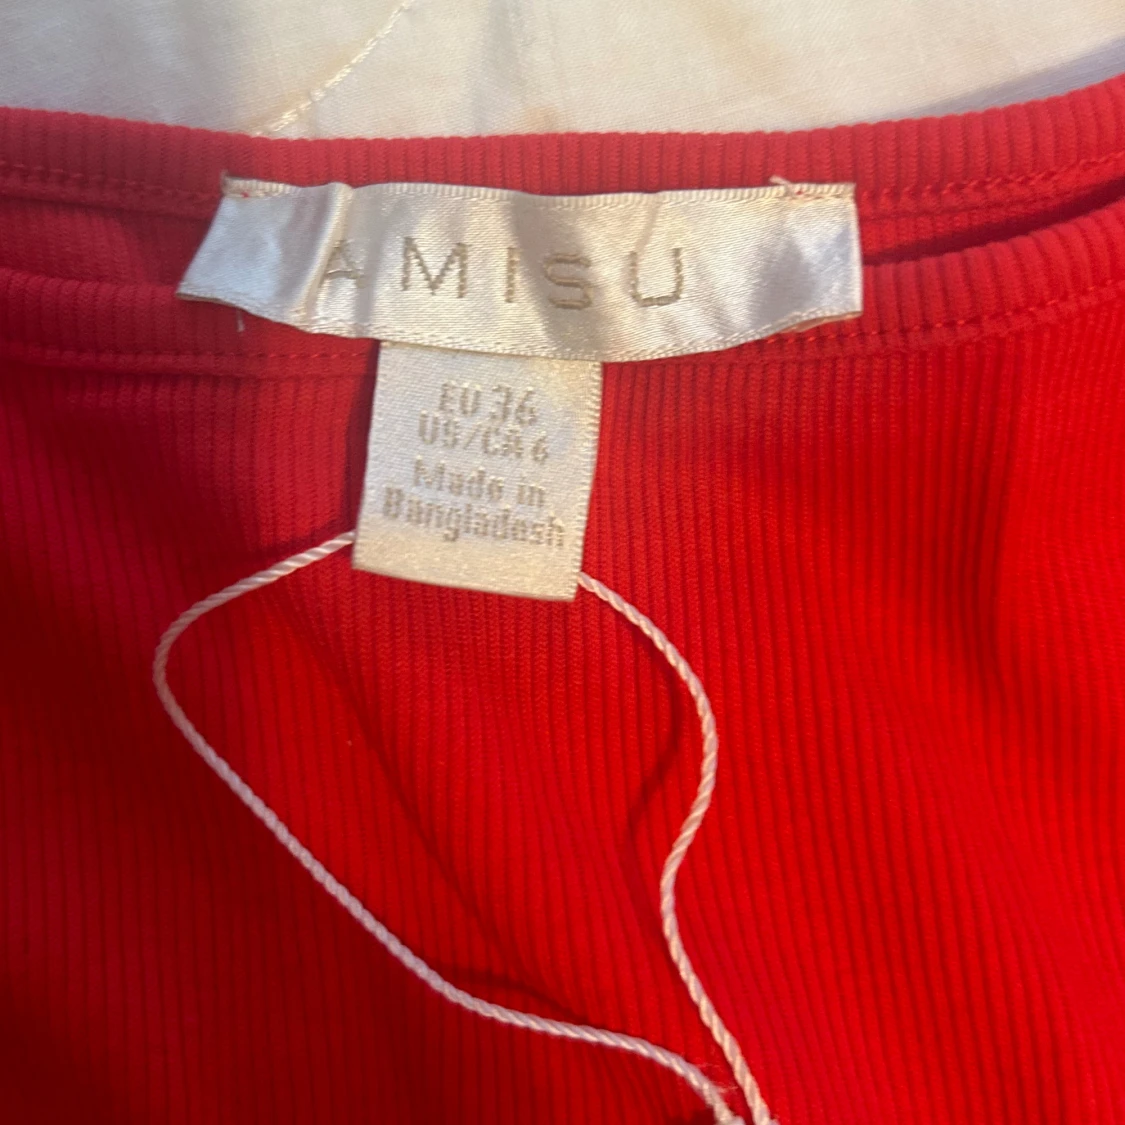 AMISU
EU 36
US/CA 6
Made in
Bangladesh